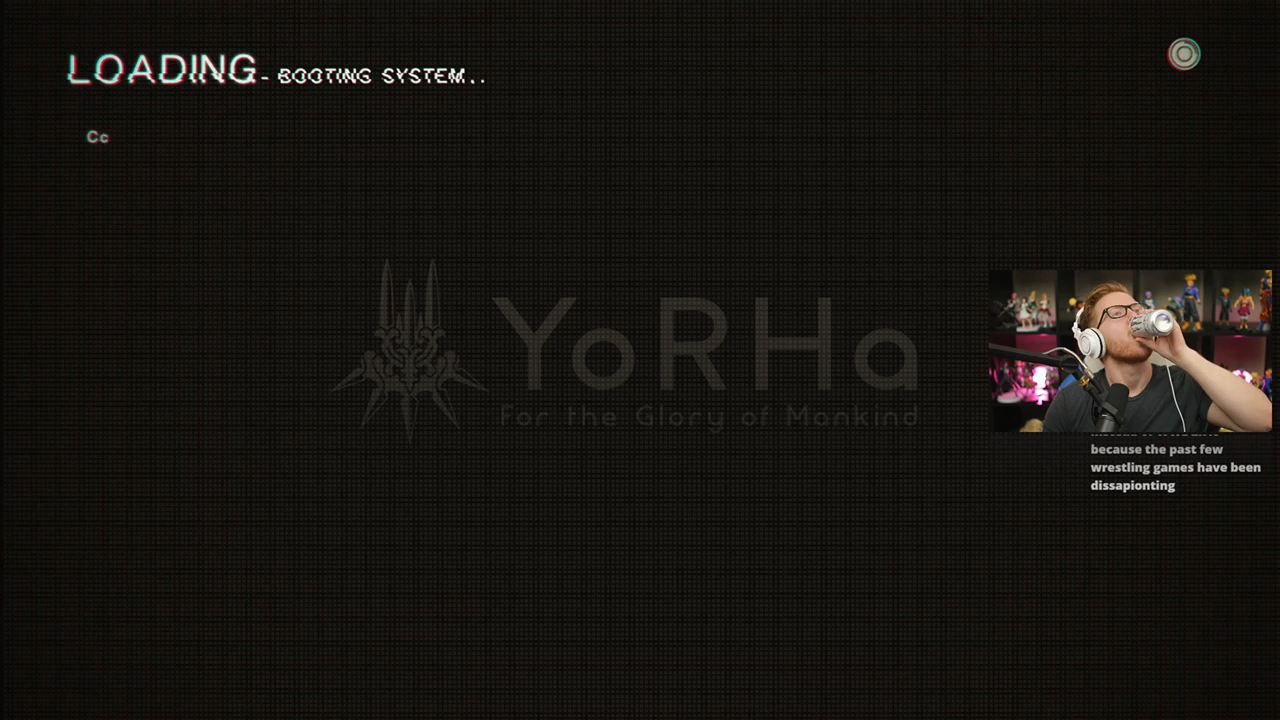 LOADING - BOOTING SYSTEM..
Cc
YoRHa
For the Glory of Mankind
because the past few
wrestling games have been
dissapionting